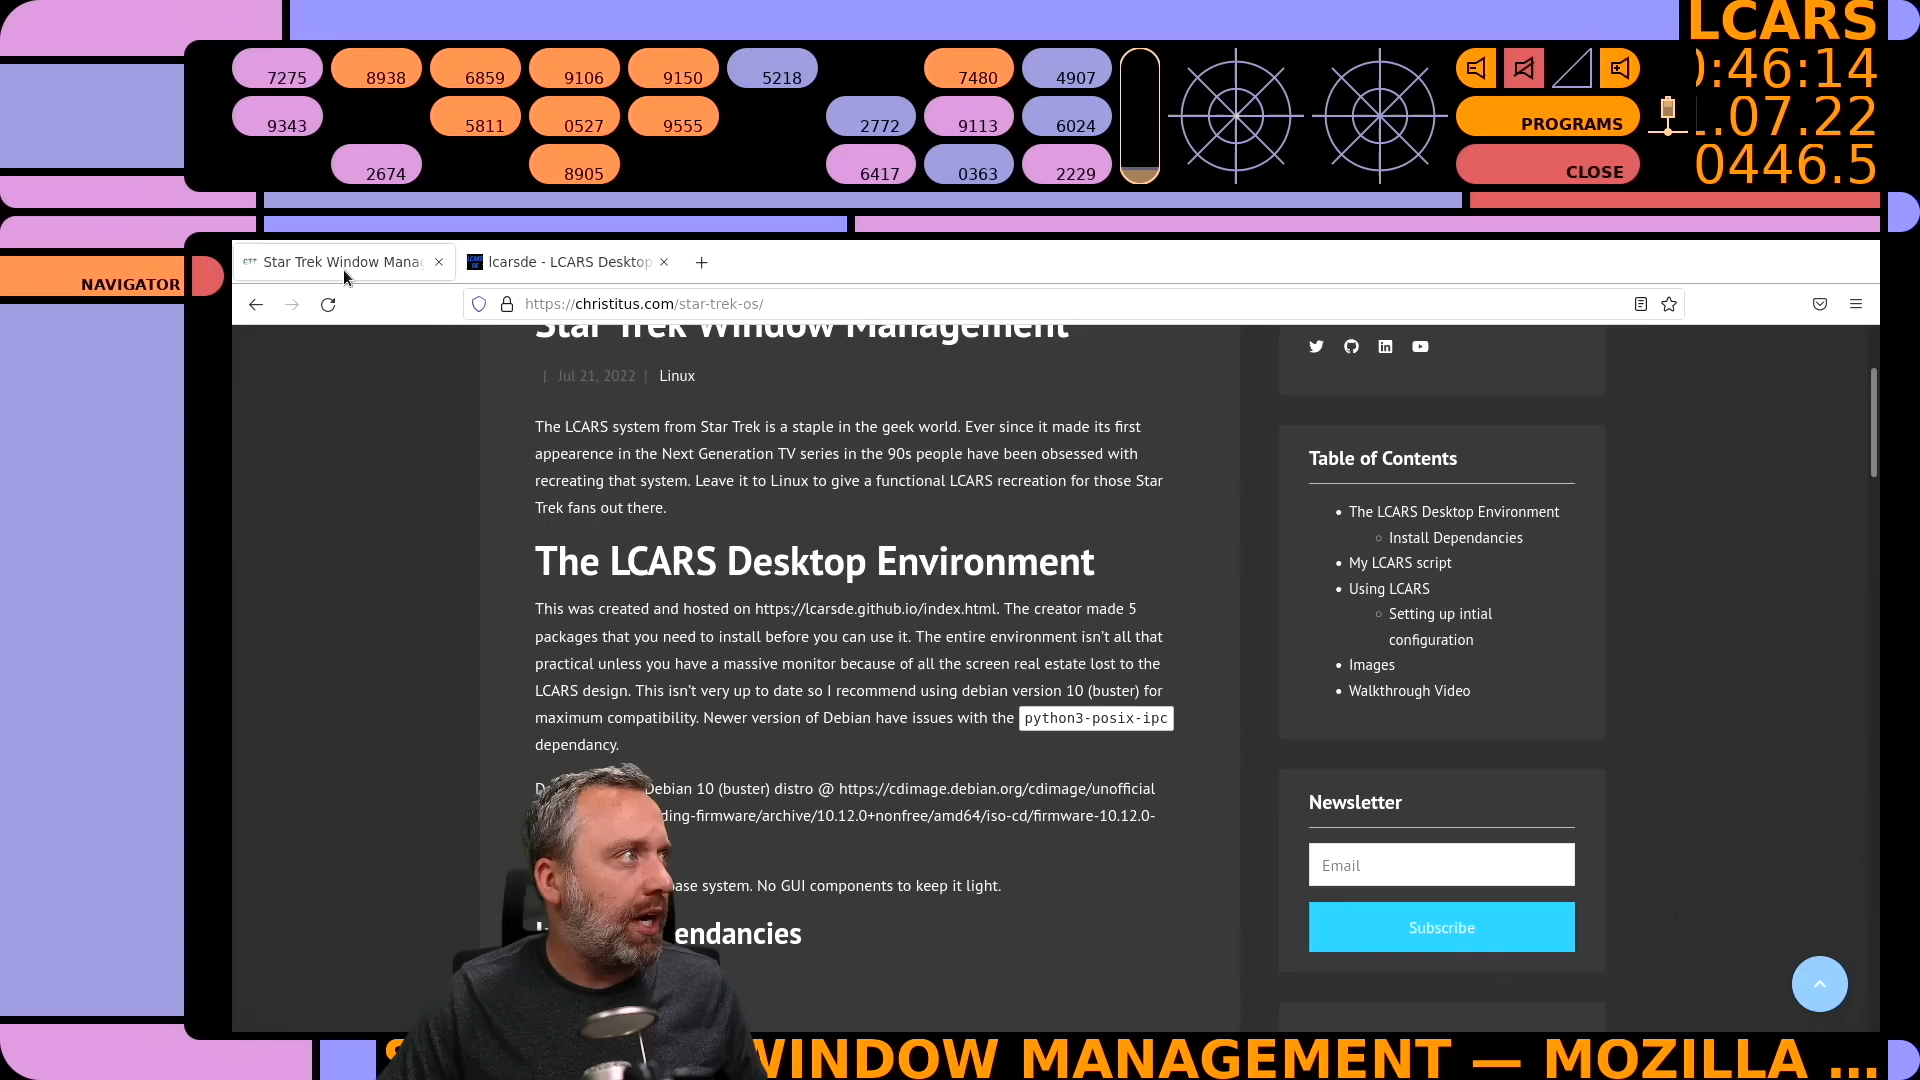 LCARS
7275 8938 6859 9106 9150 5218 7480 4907
:46:14
9343 5811 0527 9555 2772 9113 6024
PROGRAMS
.07.22
2674 8905 6417 0363 2229
CLOSE
0446.5
NAVIGATOR
Star Trek Window Mana
lcarsde - LCARS Desktop
https://christitus.com/star-trek-os/
Star Trek Window Management
| Jul 21, 2022 | Linux
The LCARS system from Star Trek is a staple in the geek world. Ever since it made its first
appearence in the Next Generation TV series in the 90s people have been obsessed with
recreating that system. Leave it to Linux to give a functional LCARS recreation for those Star
Trek fans out there.
The LCARS Desktop Environment
This was created and hosted on https://lcarsde.github.io/index.html. The creator made 5
packages that you need to install before you can use it. The entire environment isn't all that
practical unless you have a massive monitor because of all the screen real estate lost to the
LCARS design. This isn't very up to date so I recommend using debian version 10 (buster) for
maximum compatibility. Newer version of Debian have issues with the python3-posix-ipc
dependancy.
Debian 10 (buster) distro @ https://cdimage.debian.org/cdimage/unofficial
ding-firmware/archive/10.12.0+nonfree/amd64/iso-cd/firmware-10.12.0-
ase system. No GUI components to keep it light.
endancies
Table of Contents
• The LCARS Desktop Environment
○ Install Dependancies
• My LCARS script
• Using LCARS
○ Setting up intial
configuration
• Images
• Walkthrough Video
Newsletter
Email
Subscribe
WINDOW MANAGEMENT — MOZILLA ...